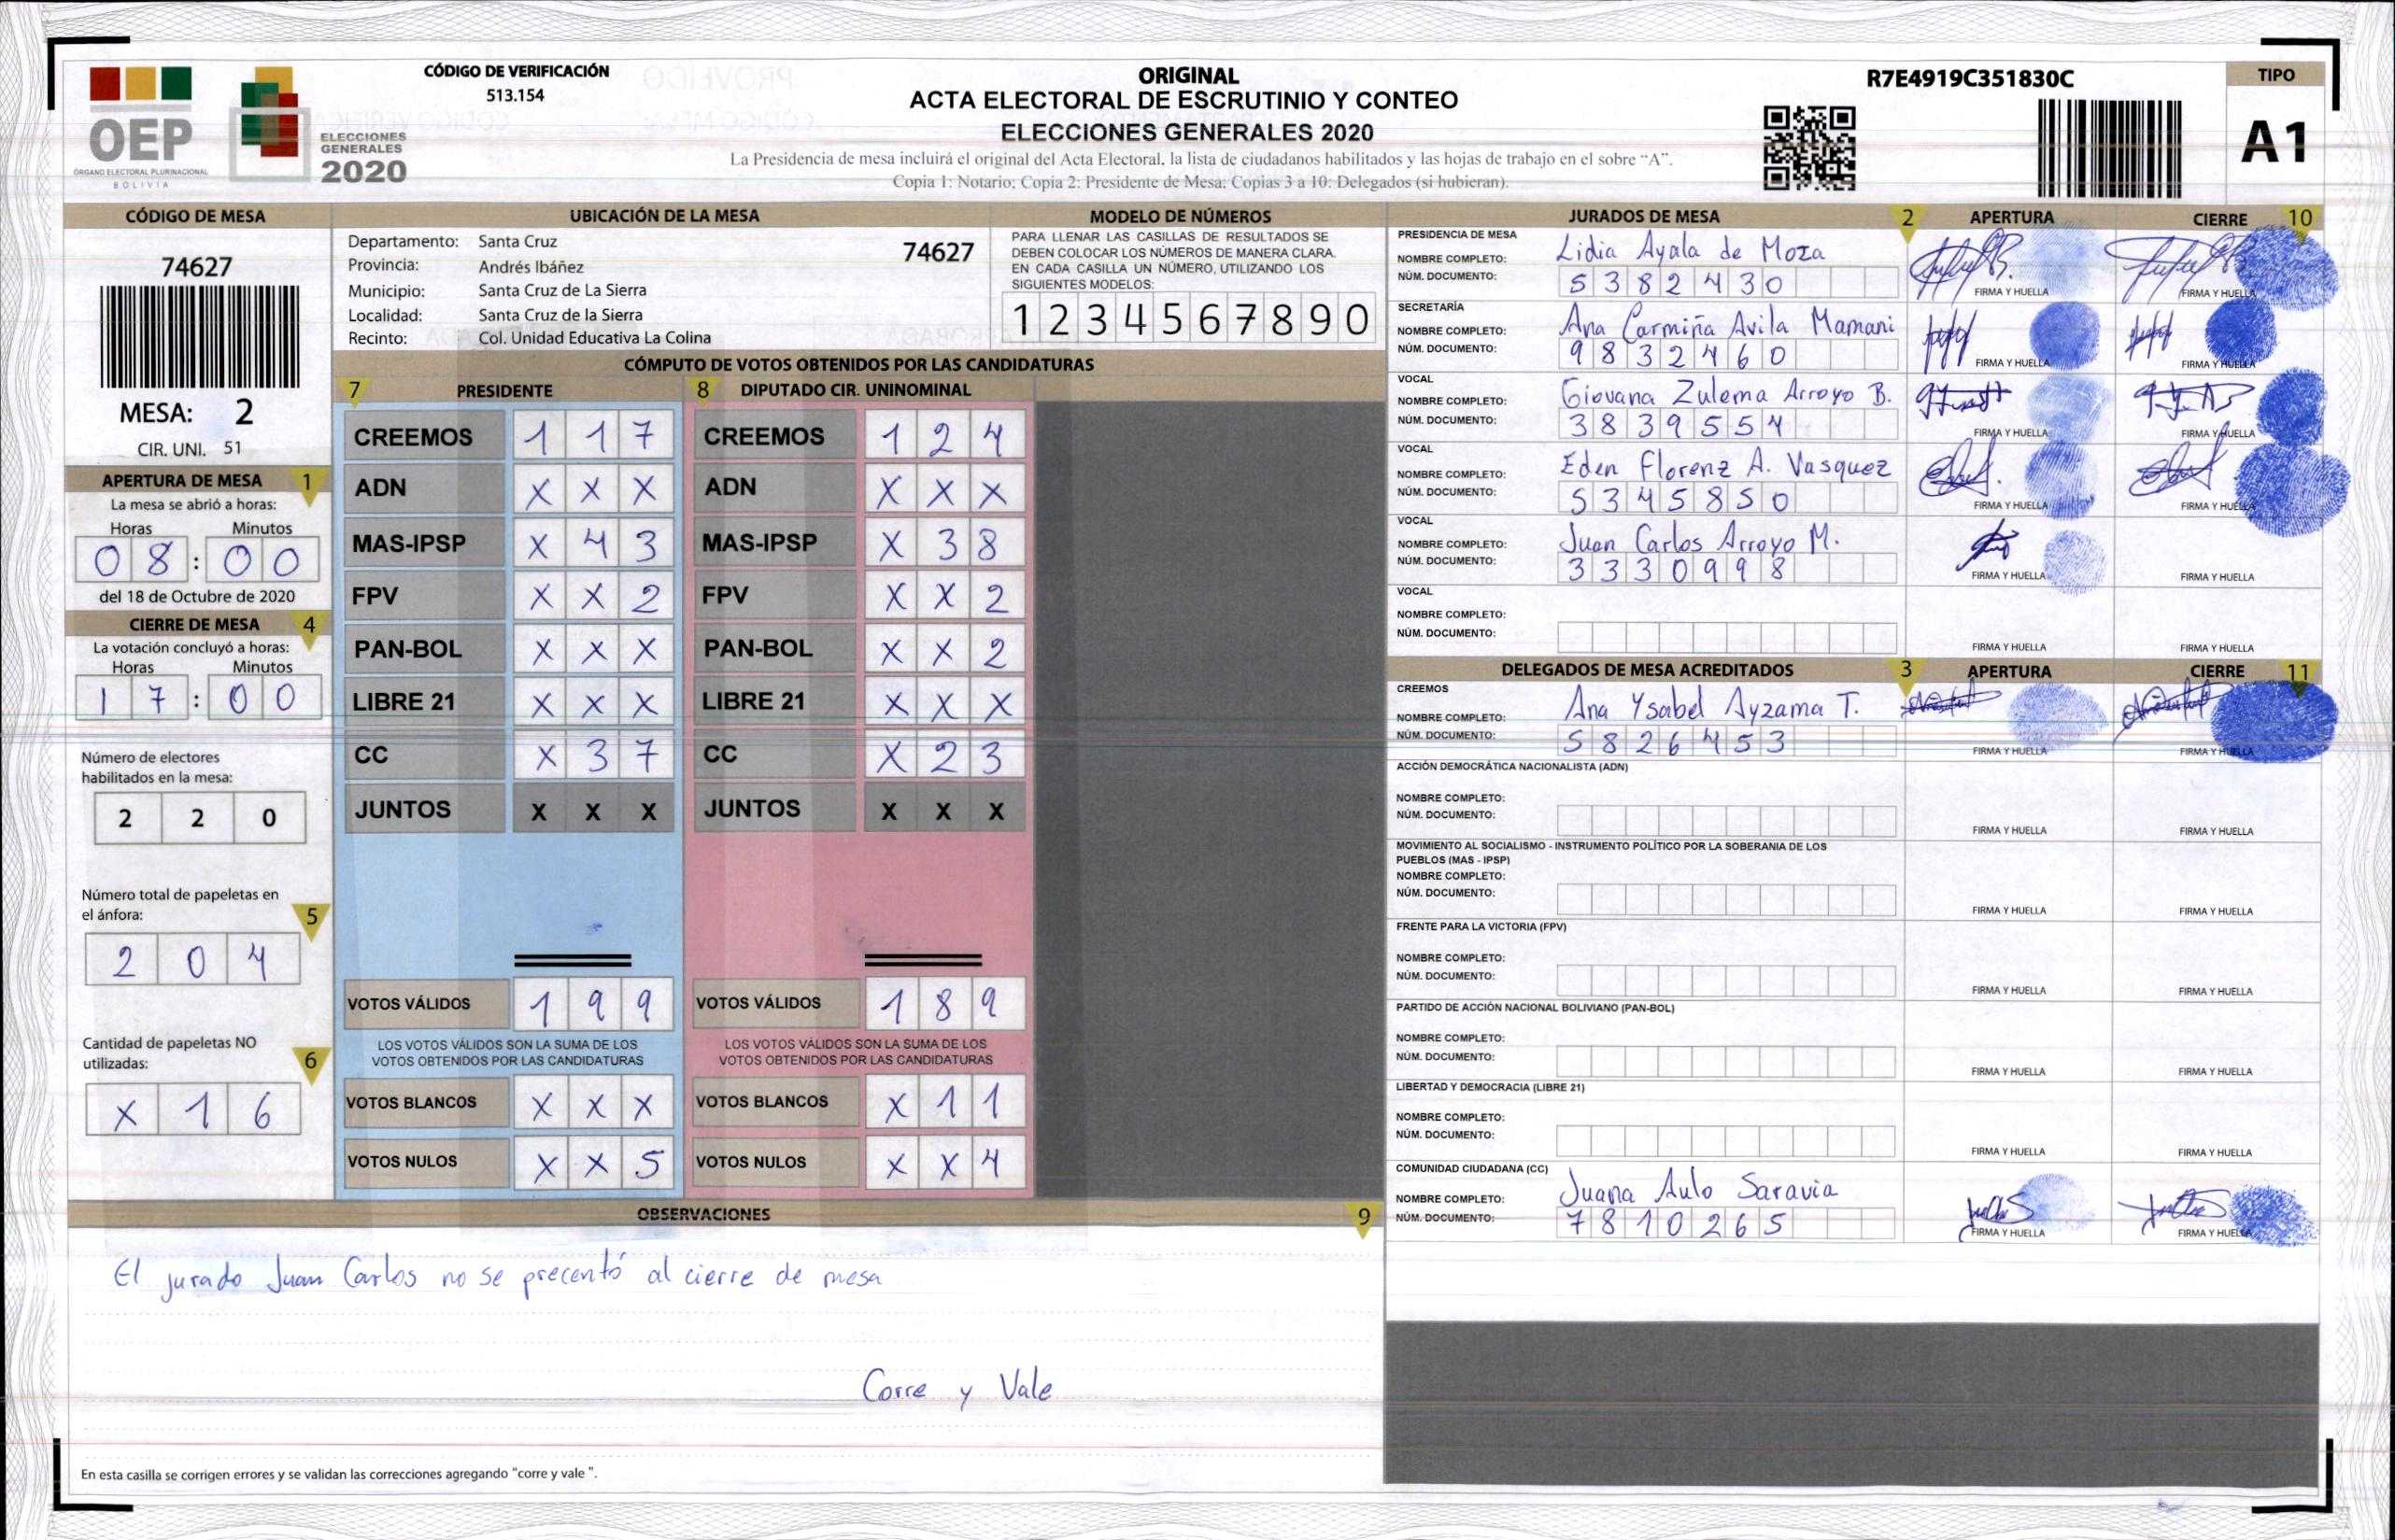 OEP
ÓRGANO ELECTORAL PLURINACIONAL
BOLIVIA
ELECCIONES
GENERALES
2020
CÓDIGO DE VERIFICACIÓN
513.154
ORIGINAL
ACTA ELECTORAL DE ESCRUTINIO Y CONTEO
ELECCIONES GENERALES 2020
La Presidencia de mesa incluirá el original del Acta Electoral, la lista de ciudadanos habilitados y las hojas de trabajo en el sobre “A”.
Copia 1: Notario; Copia 2: Presidente de Mesa; Copias 3 a 10: Delegados (si hubieran).
R7E4919C351830C
TIPO
A1
CÓDIGO DE MESA
74627
MESA: 2
CIR. UNI. 51
APERTURA DE MESA 1
La mesa se abrió a horas:
Horas Minutos
08:00
del 18 de Octubre de 2020
CIERRE DE MESA 4
La votación concluyó a horas:
Horas Minutos
17:00
Número de electores
habilitados en la mesa:
2 2 0
Número total de papeletas en
el ánfora: 5
2 0 4
Cantidad de papeletas NO
utilizadas: 6
X 1 6
UBICACIÓN DE LA MESA
Departamento: Santa Cruz 74627
Provincia: Andrés Ibáñez
Municipio: Santa Cruz de La Sierra
Localidad: Santa Cruz de la Sierra
Recinto: Col. Unidad Educativa La Colina
MODELO DE NÚMEROS
PARA LLENAR LAS CASILLAS DE RESULTADOS SE
DEBEN COLOCAR LOS NÚMEROS DE MANERA CLARA.
EN CADA CASILLA UN NÚMERO, UTILIZANDO LOS
SIGUIENTES MODELOS:
1 2 3 4 5 6 7 8 9 0
CÓMPUTO DE VOTOS OBTENIDOS POR LAS CANDIDATURAS
7 PRESIDENTE 8 DIPUTADO CIR. UNINOMINAL
CREEMOS 1 1 7 CREEMOS 1 2 4
ADN X X X ADN X X X
MAS-IPSP X 4 3 MAS-IPSP X 3 8
FPV X X 2 FPV X X 2
PAN-BOL X X X PAN-BOL X X 2
LIBRE 21 X X X LIBRE 21 X X X
CC X 3 7 CC X 2 3
JUNTOS X X X JUNTOS X X X
VOTOS VÁLIDOS 1 9 9 VOTOS VÁLIDOS 1 8 9
LOS VOTOS VÁLIDOS SON LA SUMA DE LOS LOS VOTOS VÁLIDOS SON LA SUMA DE LOS
VOTOS OBTENIDOS POR LAS CANDIDATURAS VOTOS OBTENIDOS POR LAS CANDIDATURAS
VOTOS BLANCOS X X X VOTOS BLANCOS X 1 1
VOTOS NULOS X X 5 VOTOS NULOS X X 4
OBSERVACIONES 9
El jurado Juan Carlos no se precentó al cierre de mesa
Corre y Vale
En esta casilla se corrigen errores y se validan las correcciones agregando “corre y vale ”.
JURADOS DE MESA 2 APERTURA CIERRE 10
PRESIDENCIA DE MESA
NOMBRE COMPLETO: Lidia Ayala de Moza
NÚM. DOCUMENTO: 5382430
FIRMA Y HUELLA FIRMA Y HUELLA
SECRETARÍA
NOMBRE COMPLETO: Ana Carmiña Avila Mamani
NÚM. DOCUMENTO: 9832460
FIRMA Y HUELLA FIRMA Y HUELLA
VOCAL
NOMBRE COMPLETO: Giovana Zulema Arroyo B.
NÚM. DOCUMENTO: 3839554
FIRMA Y HUELLA FIRMA Y HUELLA
VOCAL
NOMBRE COMPLETO: Eden Florenz A. Vasquez
NÚM. DOCUMENTO: 5345850
FIRMA Y HUELLA FIRMA Y HUELLA
VOCAL
NOMBRE COMPLETO: Juan Carlos Arroyo M.
NÚM. DOCUMENTO: 3330998
FIRMA Y HUELLA FIRMA Y HUELLA
VOCAL
NOMBRE COMPLETO:
NÚM. DOCUMENTO:
FIRMA Y HUELLA FIRMA Y HUELLA
DELEGADOS DE MESA ACREDITADOS 3 APERTURA CIERRE 11
CREEMOS
NOMBRE COMPLETO: Ana Ysabel Ayzama T.
NÚM. DOCUMENTO: 5826453
FIRMA Y HUELLA FIRMA Y HUELLA
ACCIÓN DEMOCRÁTICA NACIONALISTA (ADN)
NOMBRE COMPLETO:
NÚM. DOCUMENTO:
FIRMA Y HUELLA FIRMA Y HUELLA
MOVIMIENTO AL SOCIALISMO - INSTRUMENTO POLÍTICO POR LA SOBERANIA DE LOS
PUEBLOS (MAS - IPSP)
NOMBRE COMPLETO:
NÚM. DOCUMENTO:
FIRMA Y HUELLA FIRMA Y HUELLA
FRENTE PARA LA VICTORIA (FPV)
NOMBRE COMPLETO:
NÚM. DOCUMENTO:
FIRMA Y HUELLA FIRMA Y HUELLA
PARTIDO DE ACCIÓN NACIONAL BOLIVIANO (PAN-BOL)
NOMBRE COMPLETO:
NÚM. DOCUMENTO:
FIRMA Y HUELLA FIRMA Y HUELLA
LIBERTAD Y DEMOCRACIA (LIBRE 21)
NOMBRE COMPLETO:
NÚM. DOCUMENTO:
FIRMA Y HUELLA FIRMA Y HUELLA
COMUNIDAD CIUDADANA (CC)
NOMBRE COMPLETO: Juana Aulo Saravia
NÚM. DOCUMENTO: 7810265
FIRMA Y HUELLA FIRMA Y HUELLA